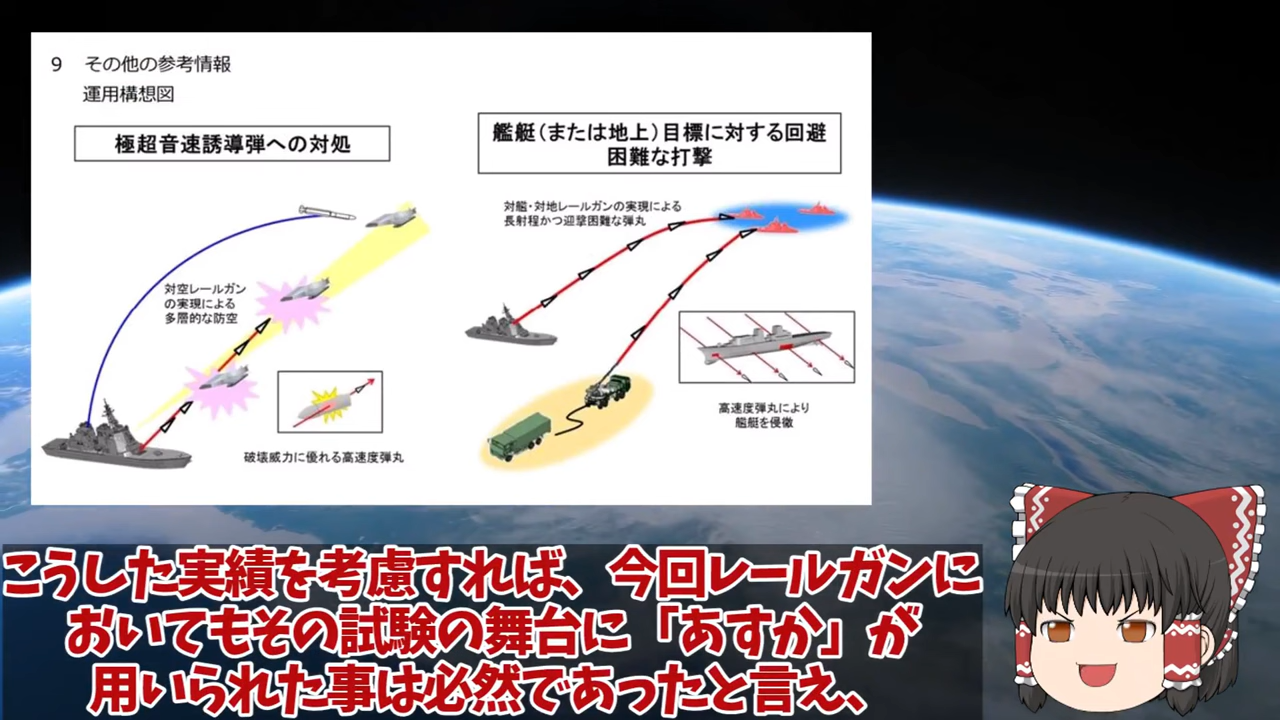 9 その他の参考情報
運用構想図
極超音速誘導弾への対処
対空レールガン
の実現による
多層的な防空
破壊威力に優れる高速度弾丸
艦艇(または地上)目標に対する回避
困難な打撃
対艦・対地レールガンの実現による
長射程かつ迎撃困難な弾丸
高速度弾丸により
艦艇を侵徹
こうした実績を考慮すれば、今回レールガンに
おいてもその試験の舞台に「あすか」が
用いられた事は必然であったと言え、